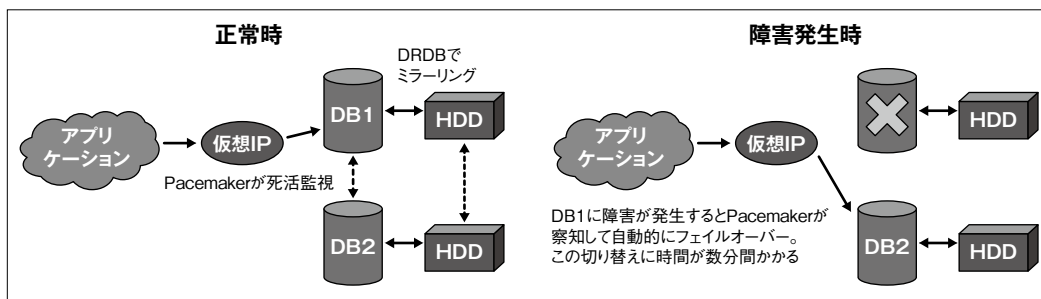 正常時
DRDBで
ミラーリング
DB1
HDD
アプリ
ケーション
仮想IP
Pacemakerが死活監視
DB2
HDD
障害発生時
HDD
アプリ
ケーション
仮想IP
DB1に障害が発生するとPacemakerが
察知して自動的にフェイルオーバー。
この切り替えに時間が数分間かかる
DB2
HDD